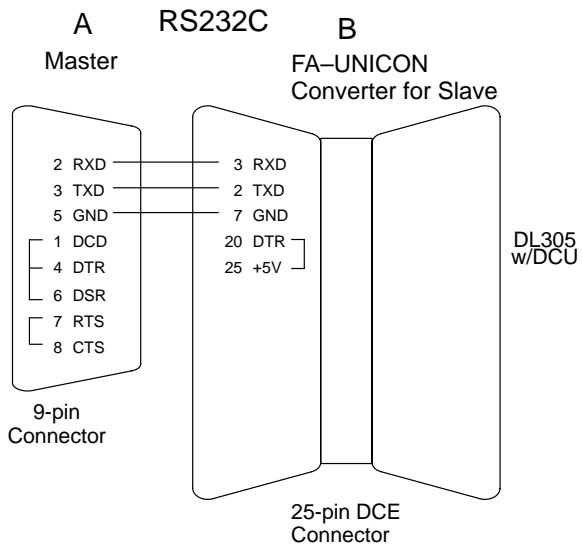 RS232C
A
Master
B
FA–UNICON
Converter for Slave
2 RXD
3 TXD
5 GND
1 DCD
4 DTR
6 DSR
7 RTS
8 CTS
3 RXD
2 TXD
7 GND
20 DTR
25 +5V
DL305
w/DCU
9-pin
Connector
25-pin DCE
Connector